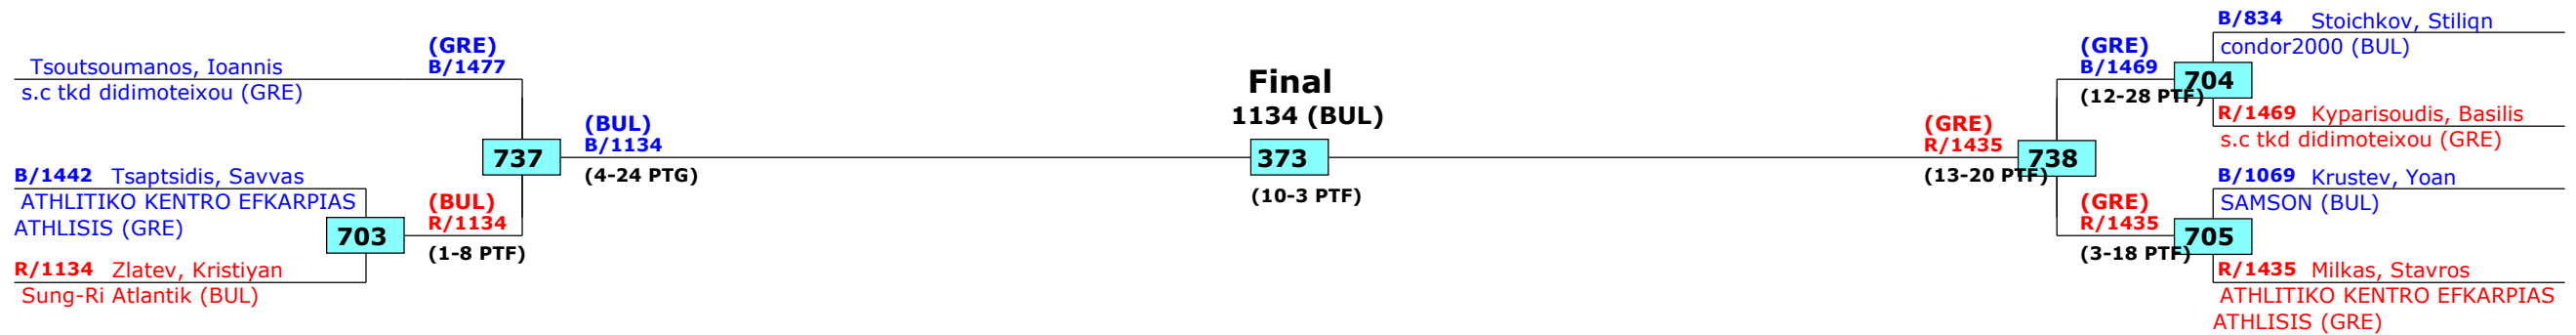 (GRE)
B/1477
Tsoutsoumanos, Ioannis
s.c tkd didimoteixou (GRE)
737
B/1442 Tsaptsidis, Savvas
ATHLITIKO KENTRO EFKARPIAS
ATHLISIS (GRE)
703
(BUL)
R/1134
(1-8 PTF)
R/1134 Zlatev, Kristiyan
Sung-Ri Atlantik (BUL)
(BUL)
B/1134
(4-24 PTG)
Final
1134 (BUL)
373
(10-3 PTF)
(GRE)
R/1435
738
(13-20 PTF)
(GRE)
B/1469
704
(12-28 PTF)
(GRE)
R/1435
705
(3-18 PTF)
B/834 Stoichkov, Stiliqn
condor2000 (BUL)
R/1469 Kyparisoudis, Basilis
s.c tkd didimoteixou (GRE)
B/1069 Krustev, Yoan
SAMSON (BUL)
R/1435 Milkas, Stavros
ATHLITIKO KENTRO EFKARPIAS
ATHLISIS (GRE)